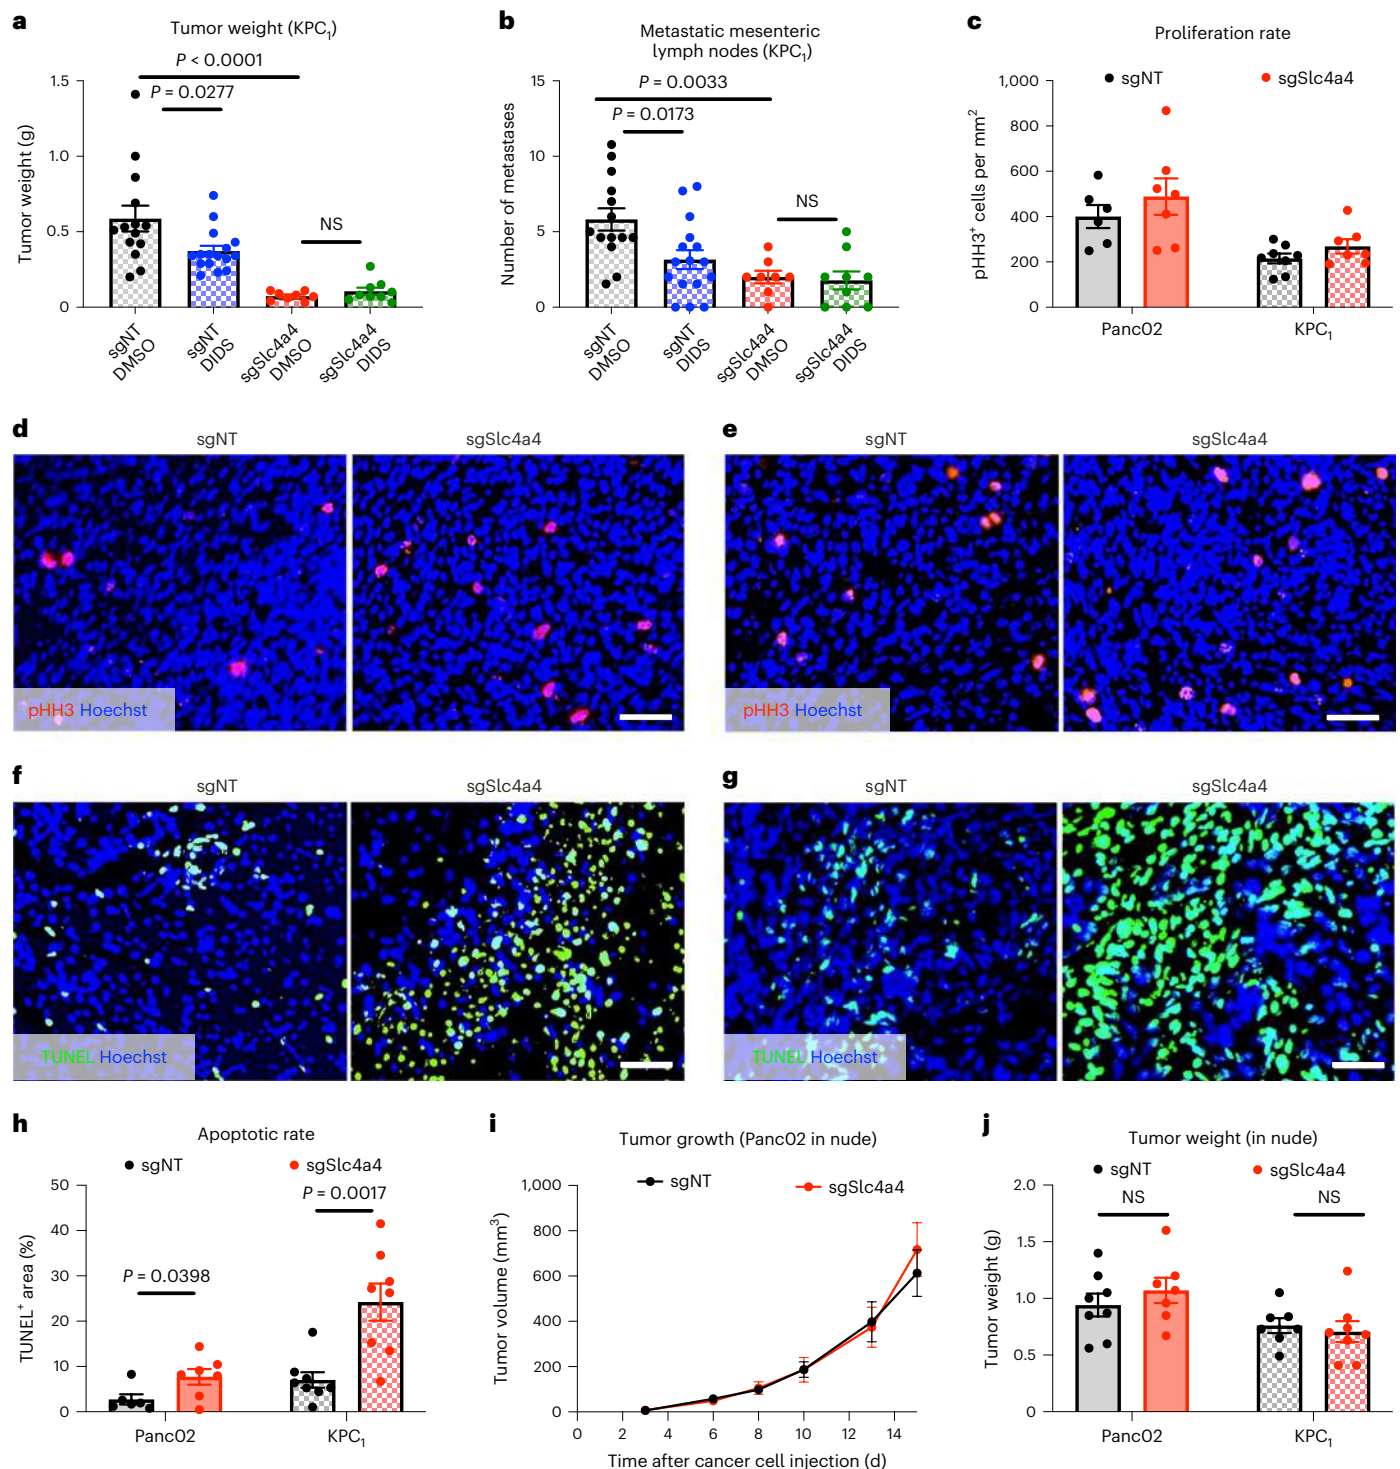 a
Tumor weight (KPC1)
P < 0.0001
P = 0.0277
NS
Tumor weight (g)
1.5
1.0
0.5
0
sgNT DMSO
sgNT DIDS
sgSlc4a4 DMSO
sgSlc4a4 DIDS
b
Metastatic mesenteric
lymph nodes (KPC1)
P = 0.0033
P = 0.0173
NS
Number of metastases
15
10
5
0
sgNT DMSO
sgNT DIDS
sgSlc4a4 DMSO
sgSlc4a4 DIDS
c
Proliferation rate
sgNT
sgSlc4a4
pHH3+ cells per mm2
1,000
800
600
400
200
0
Panc02
KPC1
d
sgNT
sgSlc4a4
pHH3 Hoechst
e
sgNT
sgSlc4a4
pHH3 Hoechst
f
sgNT
sgSlc4a4
TUNEL Hoechst
g
sgNT
sgSlc4a4
TUNEL Hoechst
h
Apoptotic rate
sgNT
sgSlc4a4
P = 0.0017
P = 0.0398
TUNEL+ area (%)
50
40
30
20
10
0
Panc02
KPC1
i
Tumor growth (Panc02 in nude)
sgNT
sgSlc4a4
Tumor volume (mm3)
1,000
800
600
400
200
0
0 2 4 6 8 10 12 14
Time after cancer cell injection (d)
j
Tumor weight (in nude)
sgNT
sgSlc4a4
NS
NS
Tumor weight (g)
2.0
1.5
1.0
0.5
0
Panc02
KPC1